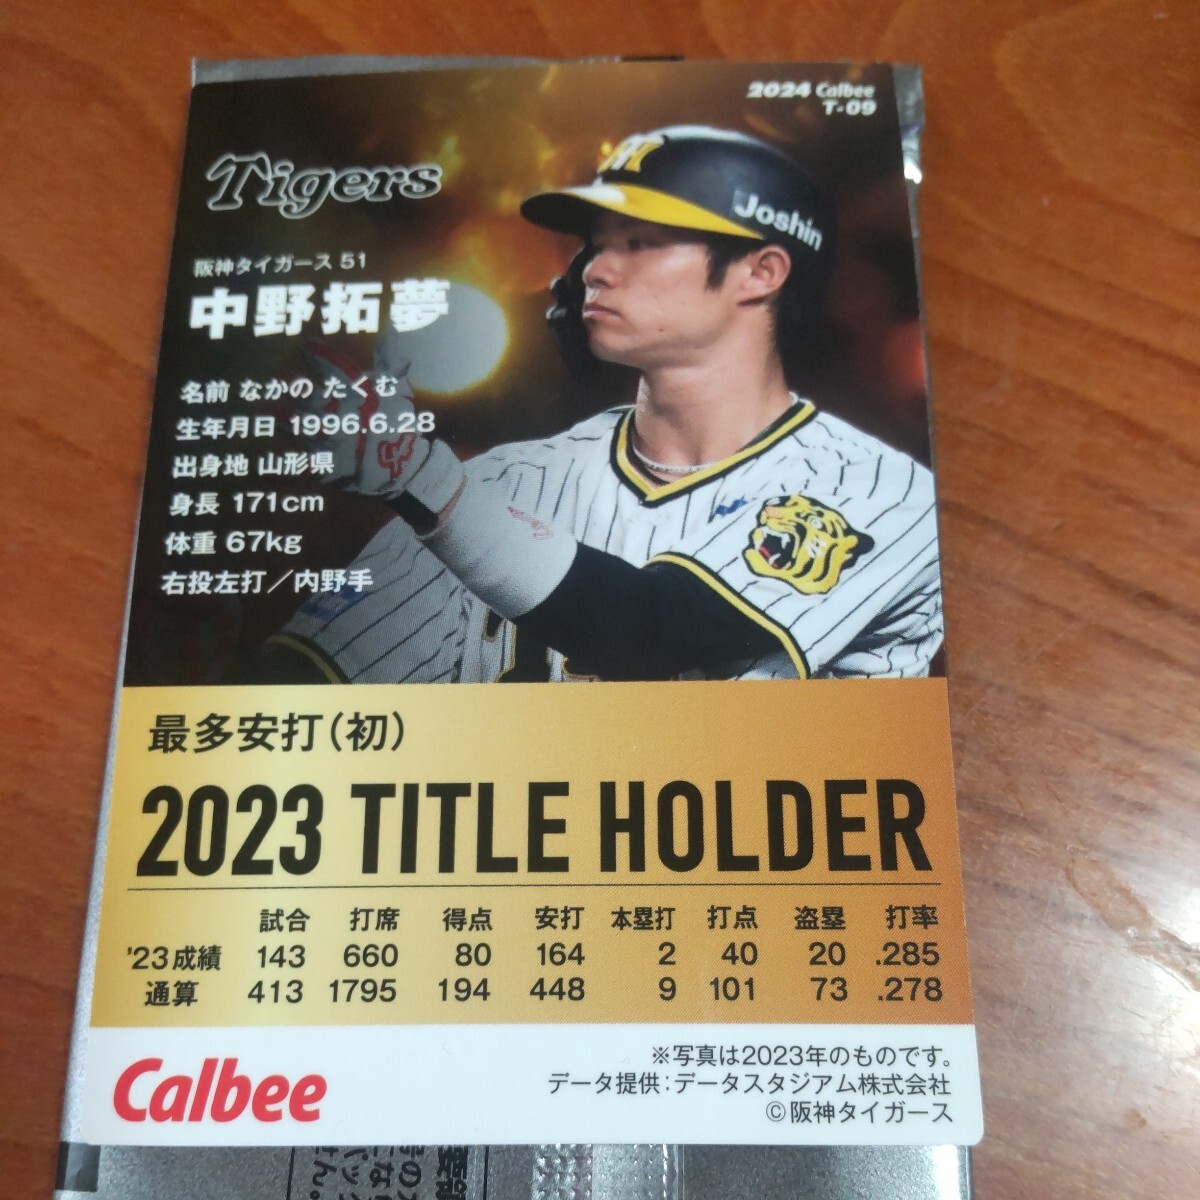 2024 Calbee
T-09
Tigers
Joshin
阪神タイガース 51
中野拓夢
名前 なかの たくむ
生年月日 1996.6.28
出身地 山形県
身長 171cm
体重 67kg
右投左打／内野手
最多安打(初)
2023 TITLE HOLDER
試合 打席 得点 安打 本塁打 打点 盗塁 打率
'23成績 143 660 80 164 2 40 20 .285
通算 413 1795 194 448 9 101 73 .278
Calbee
※写真は2023年のものです。
データ提供:データスタジアム株式会社
©阪神タイガース